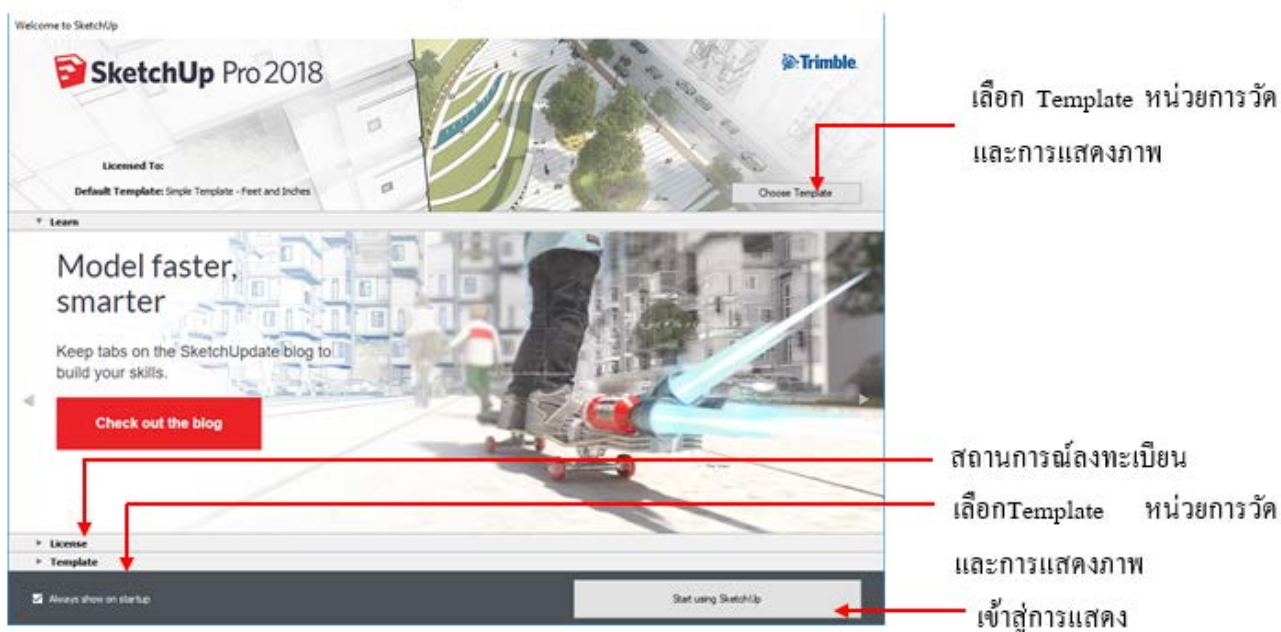 Welcome to SketchUp
SketchUp Pro 2018
Trimble
Licensed To:
Default Template: Simple Template - Feet and Inches
Choose Template
เลือก Template หน่วยการวัด
และการแสดงภาพ
Learn
Model faster,
smarter
Keep tabs on the SketchUpdate blog to
build your skills.
Check out the blog
สถานการณ์ลงทะเบียน
เลือกTemplate หน่วยการวัด
และการแสดงภาพ
License
Template
Always show on startup
Start using SketchUp
เข้าสู่การแสดง